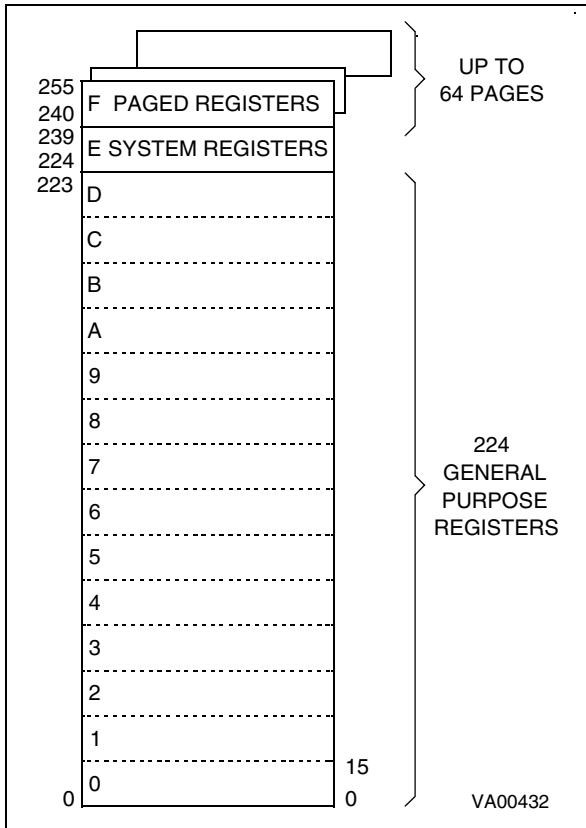 UP TO
64 PAGES
255
F PAGED REGISTERS
240
239
E SYSTEM REGISTERS
224
223
D
C
B
A
9
8
7
224
GENERAL
PURPOSE
REGISTERS
6
5
4
3
2
1
15
0
0
0
VA00432